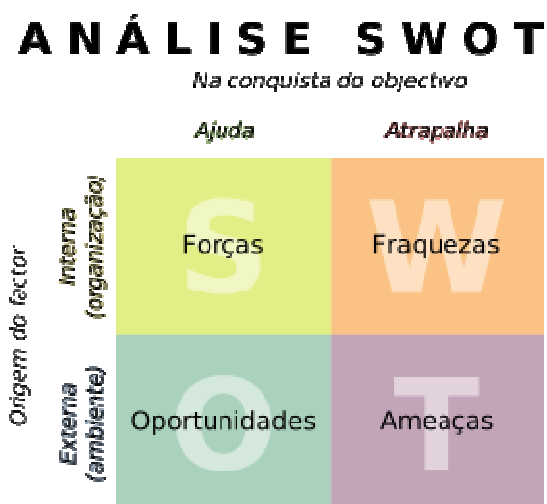 ANÁLISE SWOT
Na conquista do objectivo
Ajuda
Atrapalha
Origem do factor
Interna
(organização)
S
Forças
W
Fraquezas
Externa
(ambiente)
O
Oportunidades
T
Ameaças